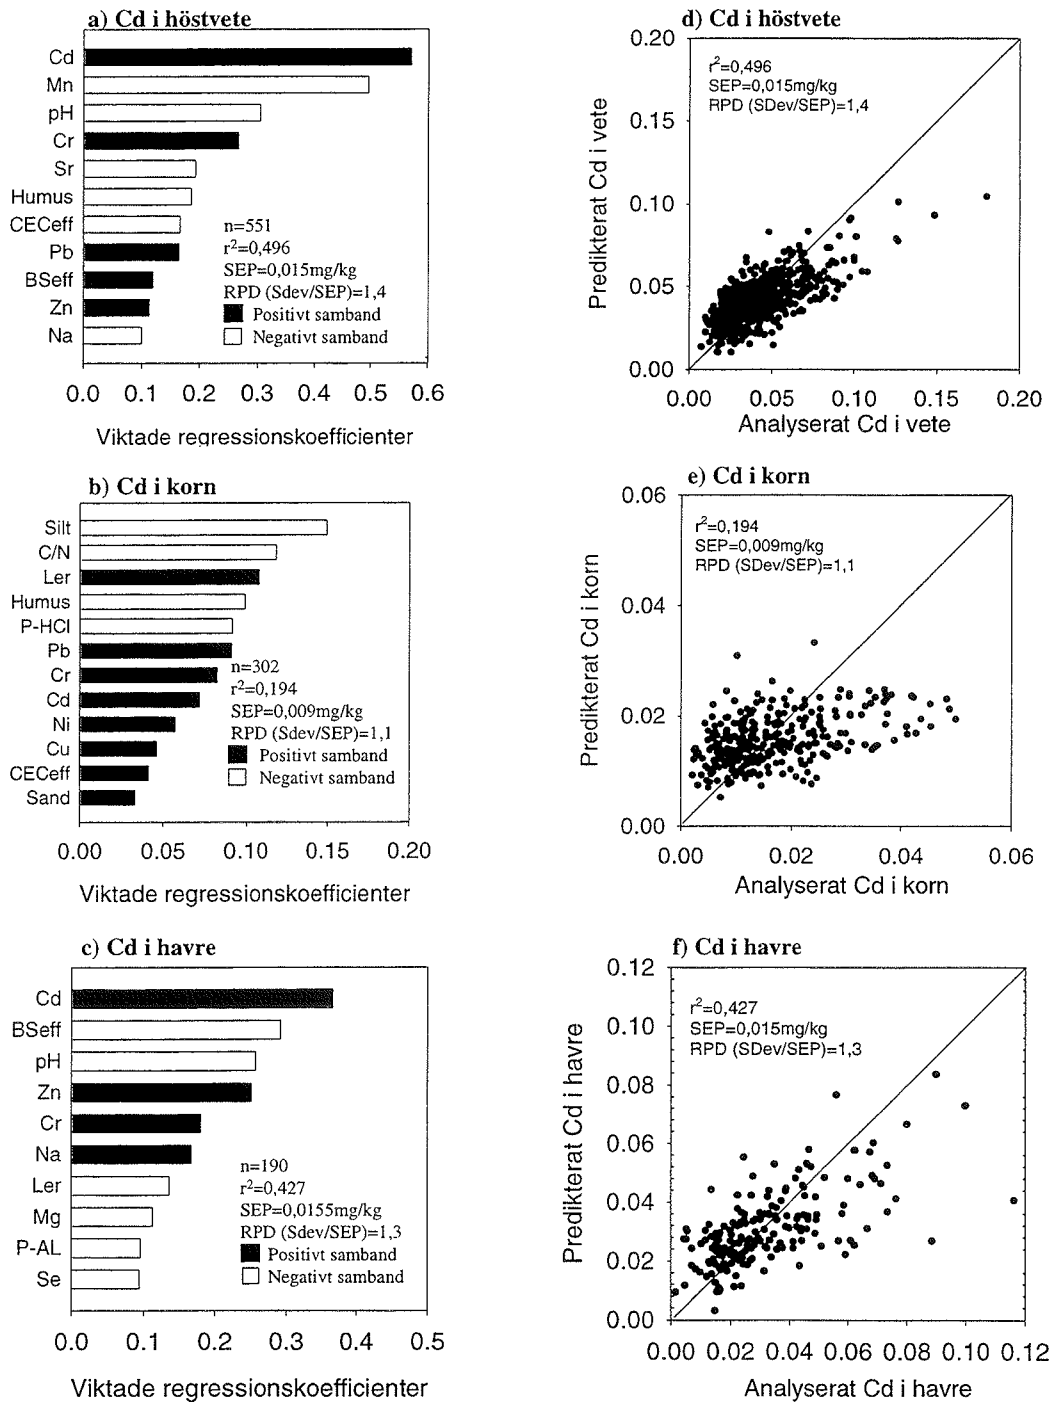 a) Cd i höstvete
Cd
Mn
pH
Cr
Sr
Humus
CECeff
Pb
BSeff
Zn
Na
n=551
r²=0,496
SEP=0,015mg/kg
RPD (Sdev/SEP)=1,4
Positivt samband
Negativt samband
0.0 0.1 0.2 0.3 0.4 0.5 0.6
Viktade regressionskoefficienter
d) Cd i höstvete
r²=0,496
SEP=0,015mg/kg
RPD (SDev/SEP)=1,4
Predikterat Cd i vete
0.20
0.15
0.10
0.05
0.00
0.00 0.05 0.10 0.15 0.20
Analyserat Cd i vete
b) Cd i korn
Silt
C/N
Ler
Humus
P-HCl
Pb
Cr
Cd
Ni
Cu
CECeff
Sand
n=302
r²=0,194
SEP=0,009mg/kg
RPD (Sdev/SEP)=1,1
Positivt samband
Negativt samband
0.00 0.05 0.10 0.15 0.20
Viktade regressionskoefficienter
e) Cd i korn
r²=0,194
SEP=0,009mg/kg
RPD (SDev/SEP)=1,1
Predikterat Cd i korn
0.06
0.04
0.02
0.00
0.00 0.02 0.04 0.06
Analyserat Cd i korn
c) Cd i havre
Cd
BSeff
pH
Zn
Cr
Na
Ler
Mg
P-AL
Se
n=190
r²=0,427
SEP=0,0155mg/kg
RPD (Sdev/SEP)=1,3
Positivt samband
Negativt samband
0.0 0.1 0.2 0.3 0.4 0.5
Viktade regressionskoefficienter
f) Cd i havre
r²=0,427
SEP=0,015mg/kg
RPD (SDev/SEP)=1,3
Predikterat Cd i havre
0.12
0.10
0.08
0.06
0.04
0.02
0.00
0.00 0.02 0.04 0.06 0.08 0.10 0.12
Analyserat Cd i havre